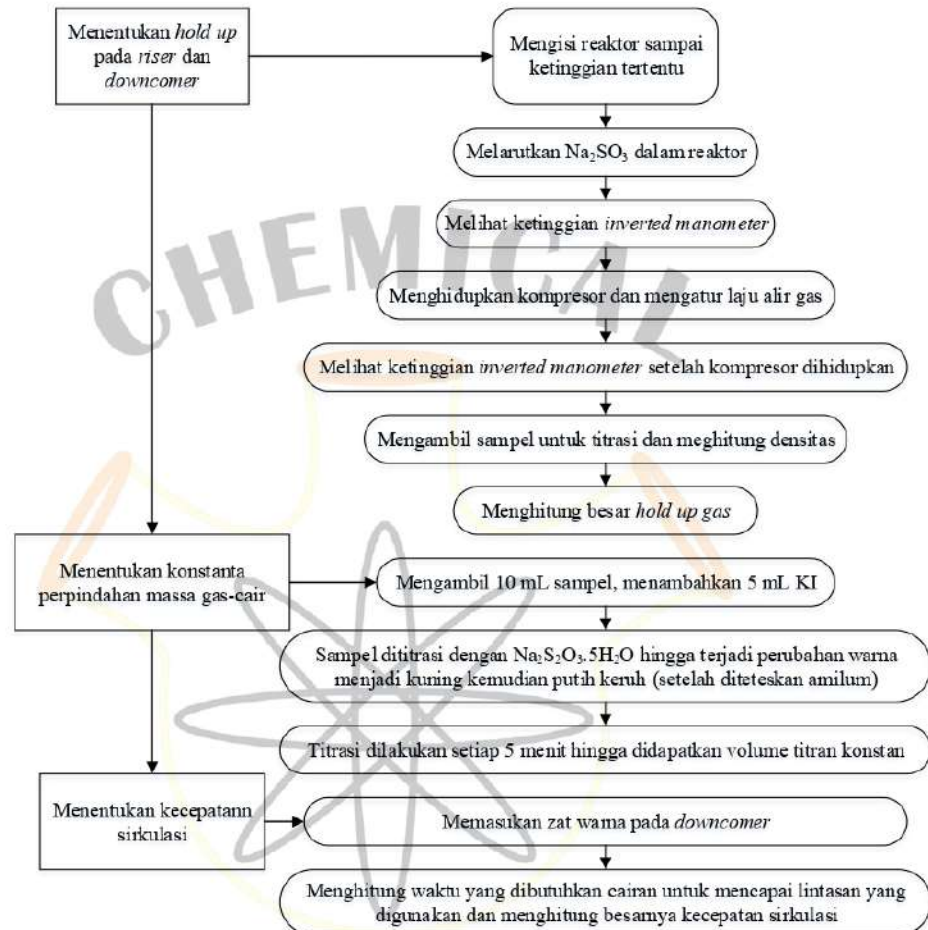 Menentukan hold up
pada riser dan
downcomer
Mengisi reaktor sampai
ketinggian tertentu
Melarutkan Na₂SO₃ dalam reaktor
Melihat ketinggian inverted manometer
Menghidupkan kompresor dan mengatur laju alir gas
Melihat ketinggian inverted manometer setelah kompresor dihidupkan
Mengambil sampel untuk titrasi dan meghitung densitas
Menghitung besar hold up gas
Menentukan konstanta
perpindahan massa gas-cair
Mengambil 10 mL sampel, menambahkan 5 mL KI
Sampel dititrasi dengan Na₂S₂O₃.5H₂O hingga terjadi perubahan warna
menjadi kuning kemudian putih keruh (setelah diteteskan amilum)
Titrasi dilakukan setiap 5 menit hingga didapatkan volume titran konstan
Menentukan kecepatann
sirkulasi
Memasukan zat warna pada downcomer
Menghitung waktu yang dibutuhkan cairan untuk mencapai lintasan yang
digunakan dan menghitung besarnya kecepatan sirkulasi
CHEMICAL